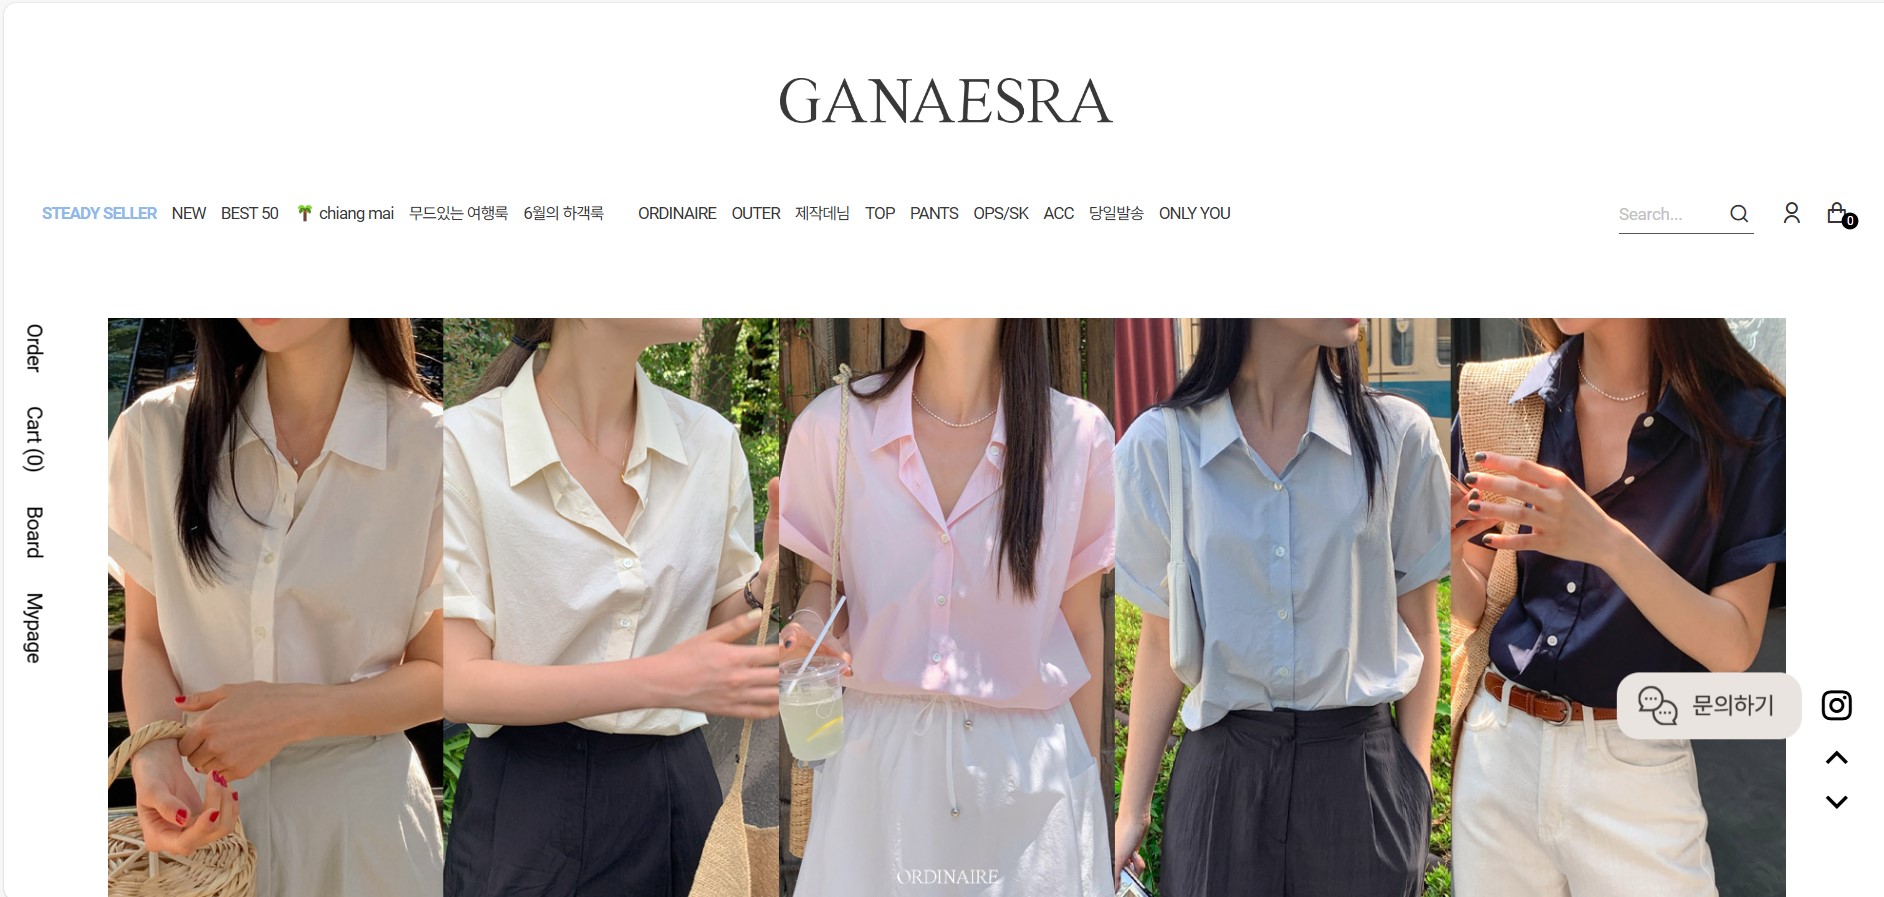 GANAESRA
STEADY SELLER NEW BEST 50 chiang mai 무드있는 여행룩 6월의 하객룩 ORDINAIRE OUTER 제작데님 TOP PANTS OPS/SK ACC 당일발송 ONLY YOU
Search...
0
Order
Cart (0)
Board
Mypage
문의하기
ORDINAIRE